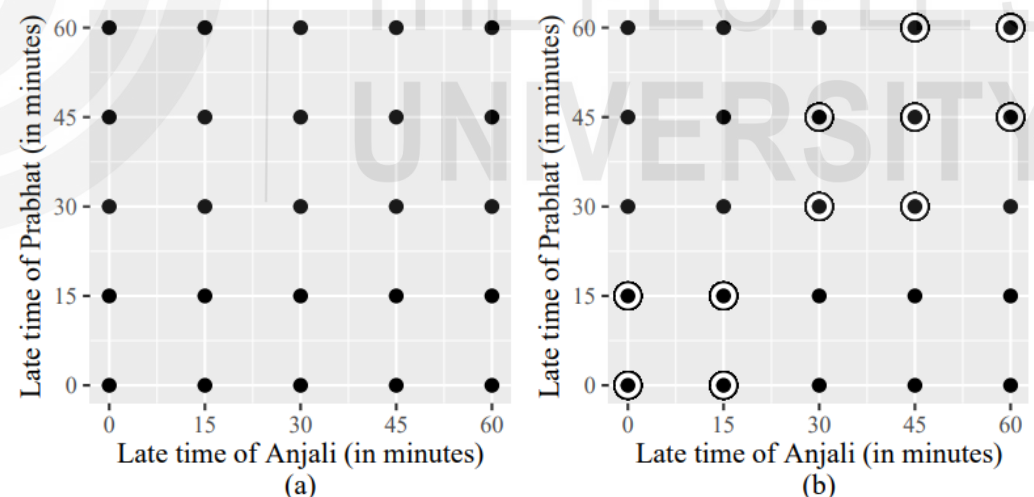 THE PEOPLE'S
UNIVERSITY
Late time of Prabhat (in minutes)
60
45
30
15
0
0 15 30 45 60
Late time of Anjali (in minutes)
(a)
Late time of Prabhat (in minutes)
60
45
30
15
0
0 15 30 45 60
Late time of Anjali (in minutes)
(b)